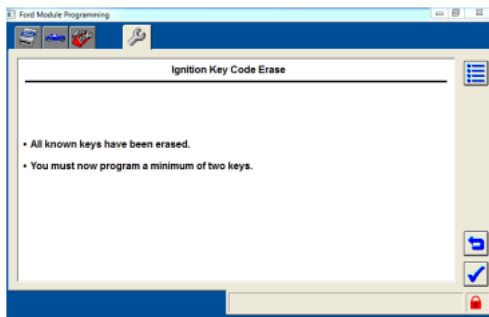 Ford Module Programming
Ignition Key Code Erase
• All known keys have been erased.
• You must now program a minimum of two keys.